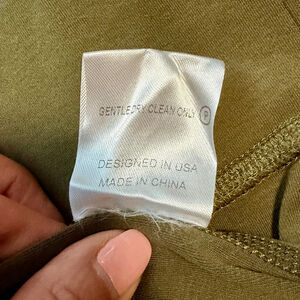 GENTLE DRY CLEAN ONLY Ⓟ
DESIGNED IN USA
MADE IN CHINA